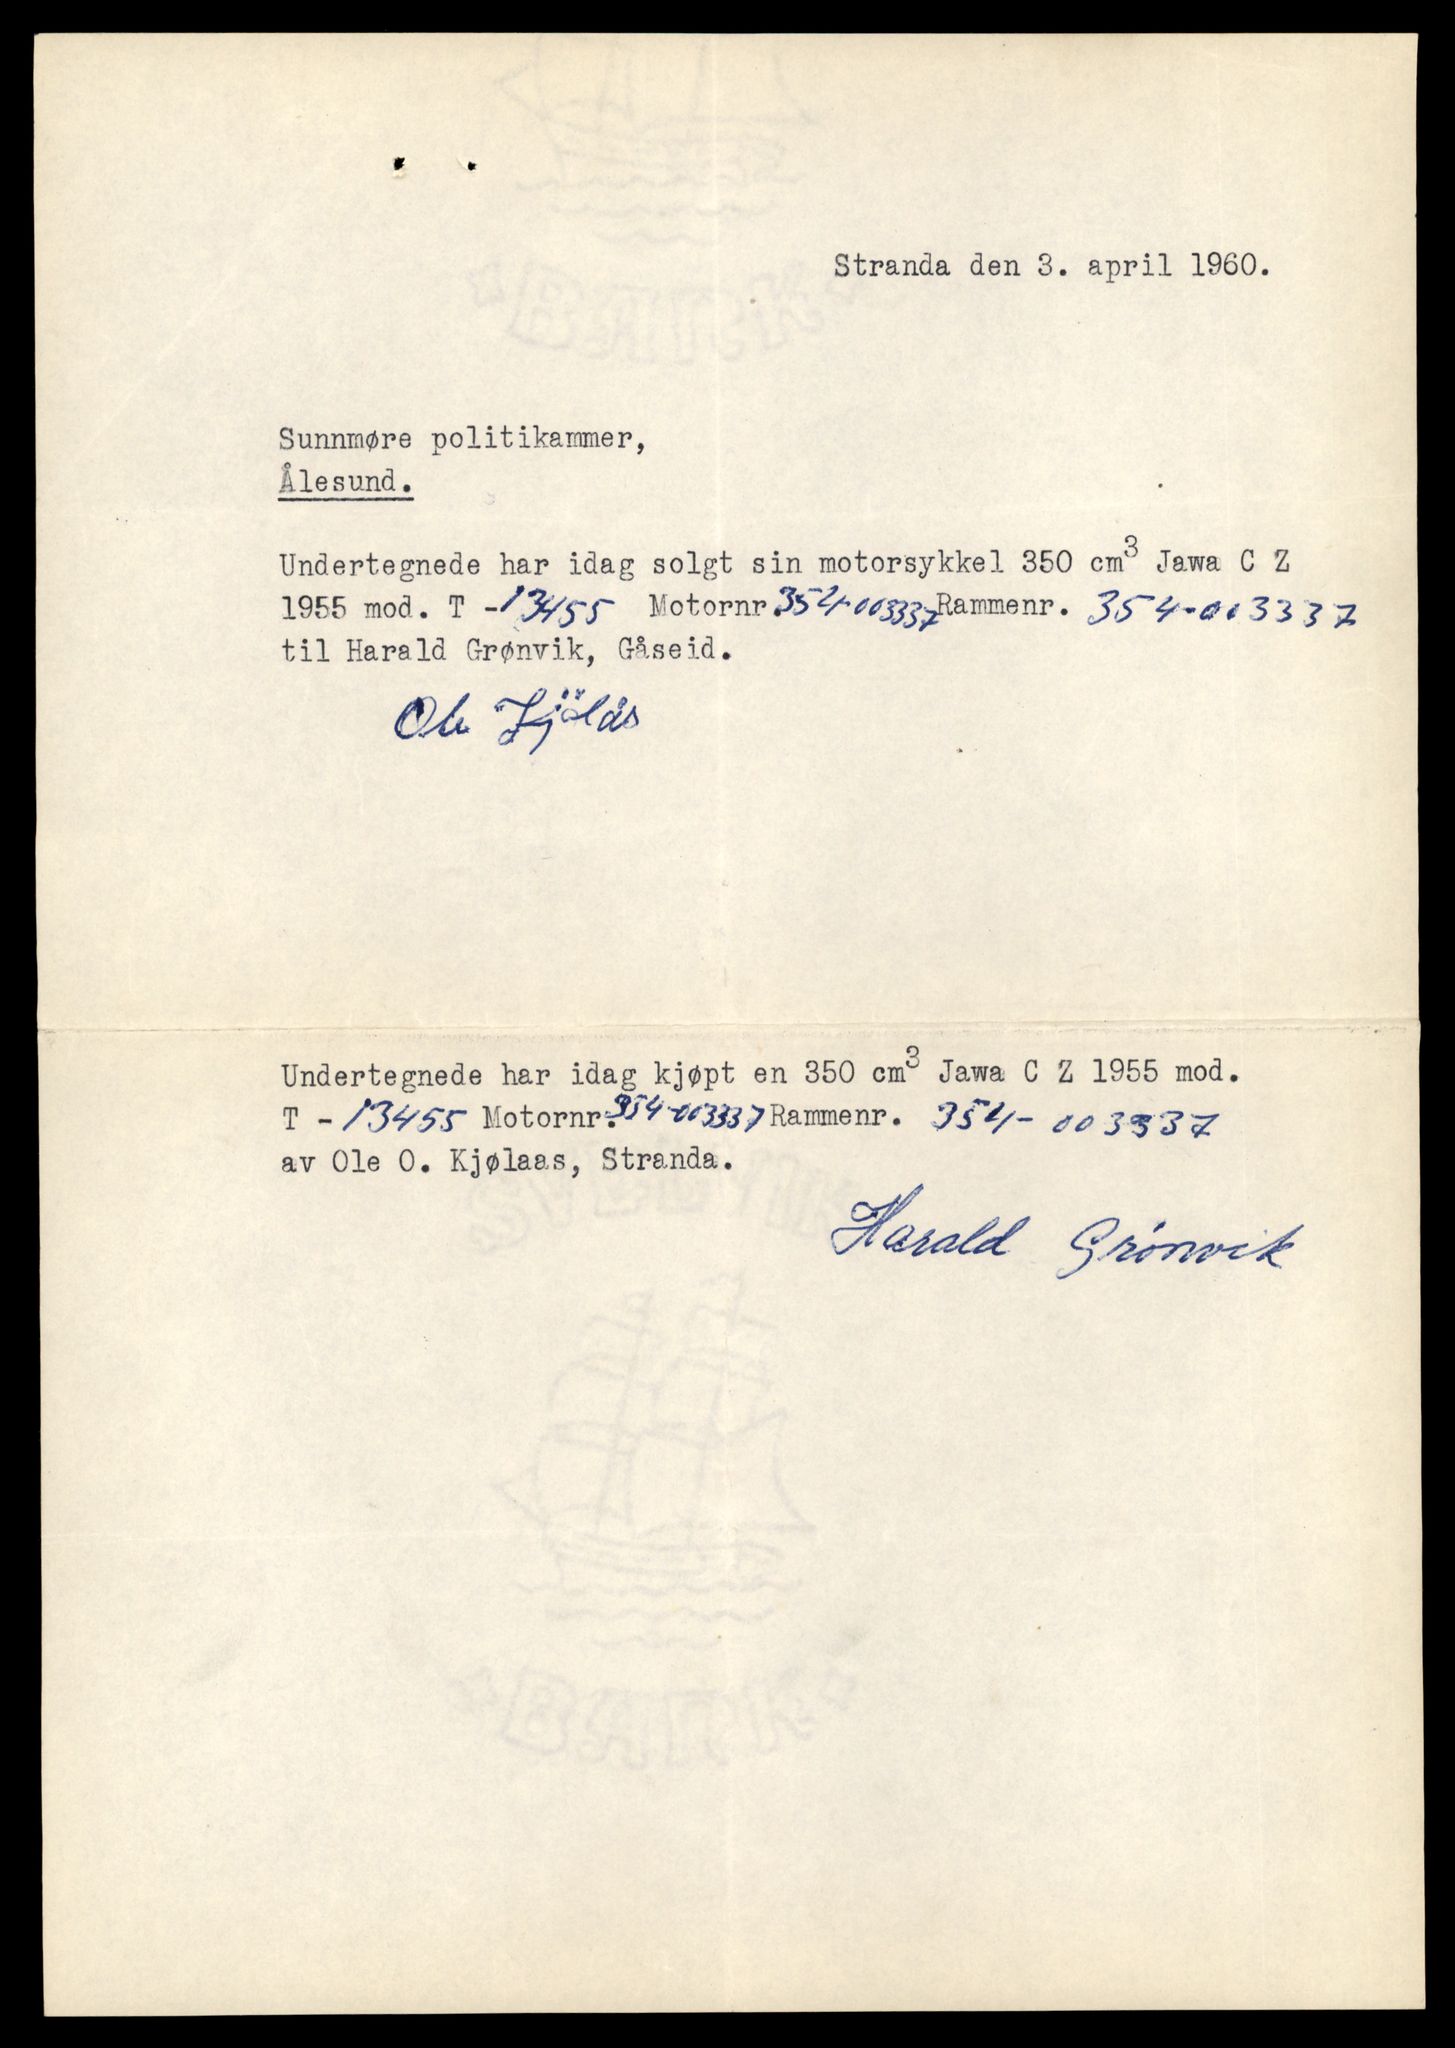 Stranda den 3. april 1960.
Sunnmøre politikammer,
Ålesund.
Undertegnede har idag solgt sin motorsykkel 350 cm³ Jawa C Z
1955 mod. T -13455 Motornr.354-003337 Rammenr. 354-003337
til Harald Grønvik, Gåseid.
Ole Kjölås
Undertegnede har idag kjøpt en 350 cm³ Jawa C Z 1955 mod.
T -13455 Motornr.354-003337 Rammenr. 354-003337
av Ole O. Kjølaas, Stranda.
Harald Grönvik